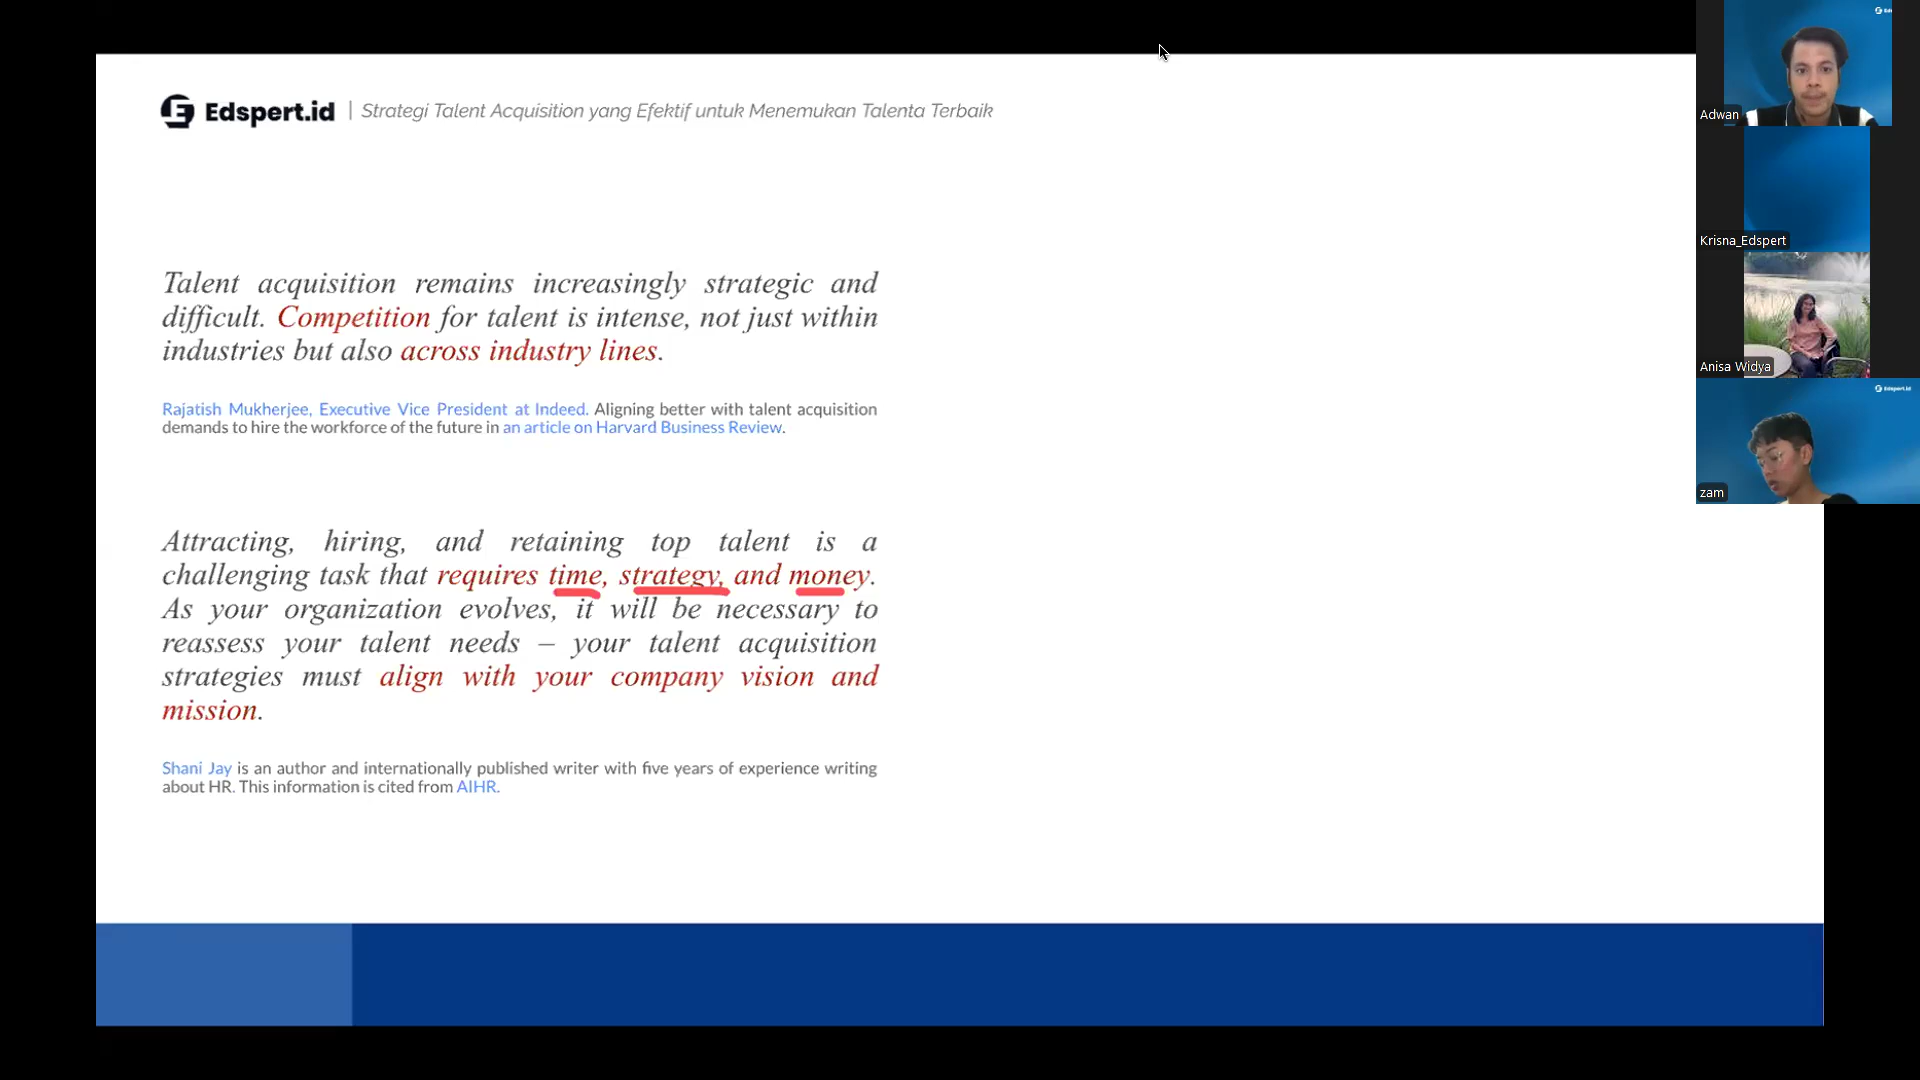 Edspert.id | Strategi Talent Acquisition yang Efektif untuk Menemukan Talenta Terbaik
Talent acquisition remains increasingly strategic and
difficult. Competition for talent is intense, not just within
industries but also across industry lines.
Rajatish Mukherjee, Executive Vice President at Indeed. Aligning better with talent acquisition
demands to hire the workforce of the future in an article on Harvard Business Review.
Attracting, hiring, and retaining top talent is a
challenging task that requires time, strategy, and money.
As your organization evolves, it will be necessary to
reassess your talent needs – your talent acquisition
strategies must align with your company vision and
mission.
Shani Jay is an author and internationally published writer with five years of experience writing
about HR. This information is cited from AIHR.
Adwan
Krisna_Edspert
Anisa Widya
Edspert.id
zam